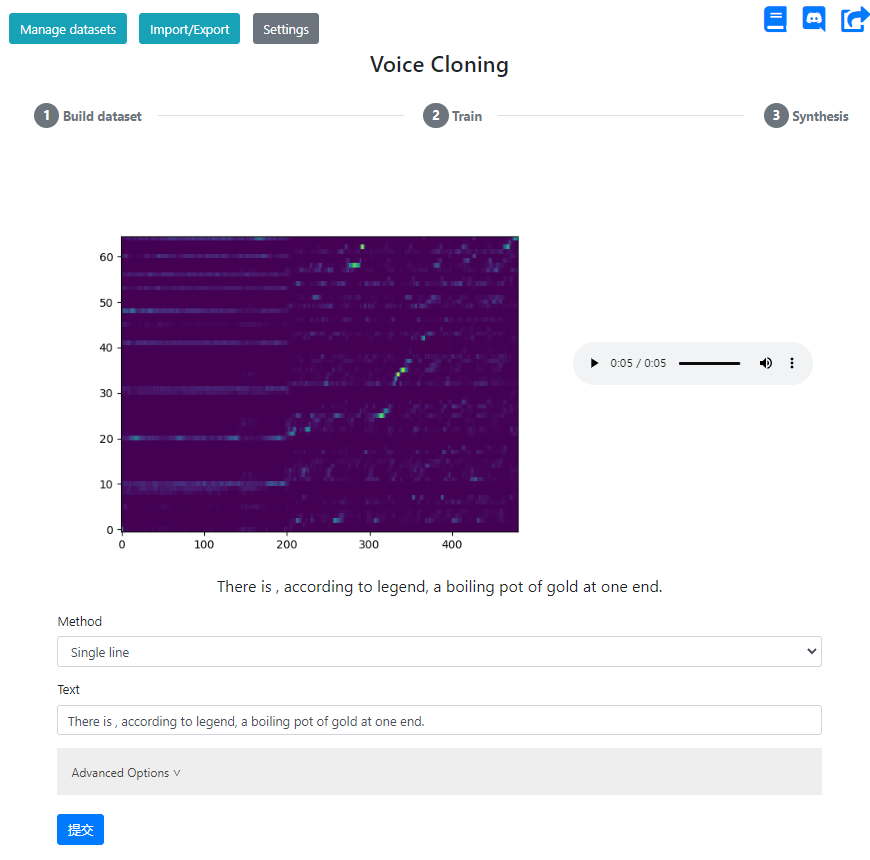 Manage datasets Import/Export Settings
Voice Cloning
1 Build dataset 2 Train 3 Synthesis
60
50
40
30
20
10
0
0 100 200 300 400
0:05 / 0:05
There is , according to legend, a boiling pot of gold at one end.
Method
Single line
Text
There is , according to legend, a boiling pot of gold at one end.
Advanced Options ∨
提交